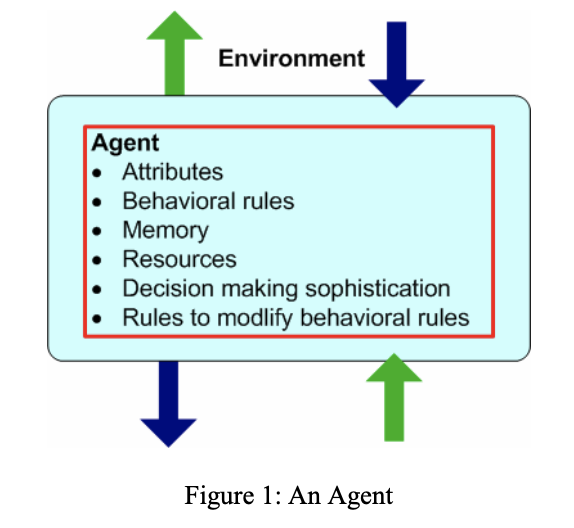 Environment
Agent
• Attributes
• Behavioral rules
• Memory
• Resources
• Decision making sophistication
• Rules to modlify behavioral rules
Figure 1: An Agent